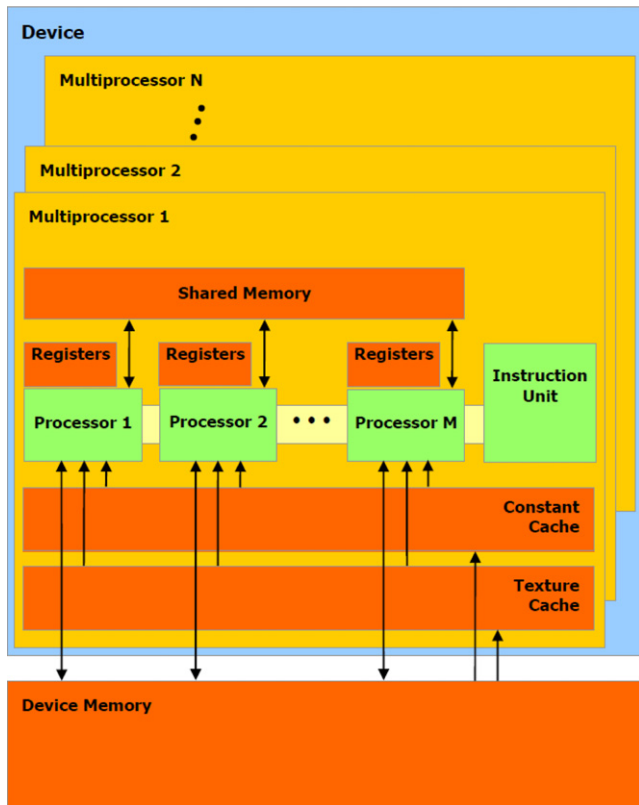 Device
Multiprocessor N
Multiprocessor 2
Multiprocessor 1
Shared Memory
Registers
Registers
Registers
Instruction
Unit
Processor 1
Processor 2
Processor M
Constant
Cache
Texture
Cache
Device Memory